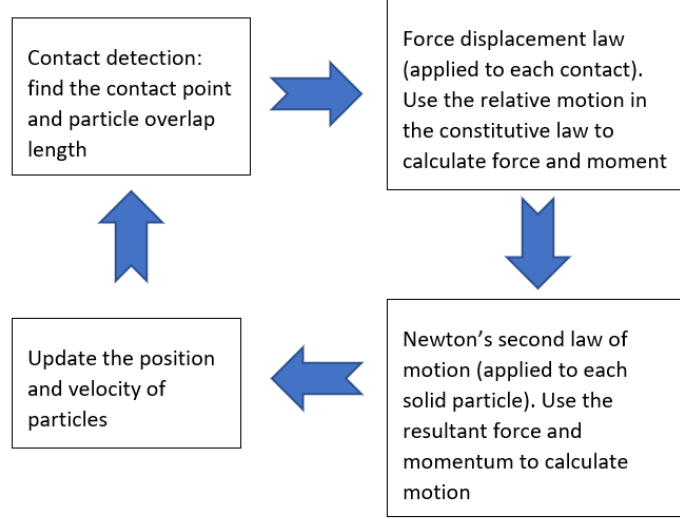 Contact detection:
find the contact point
and particle overlap
length
Force displacement law
(applied to each contact).
Use the relative motion in
the constitutive law to
calculate force and moment
Newton's second law of
motion (applied to each
solid particle). Use the
resultant force and
momentum to calculate
motion
Update the position
and velocity of
particles